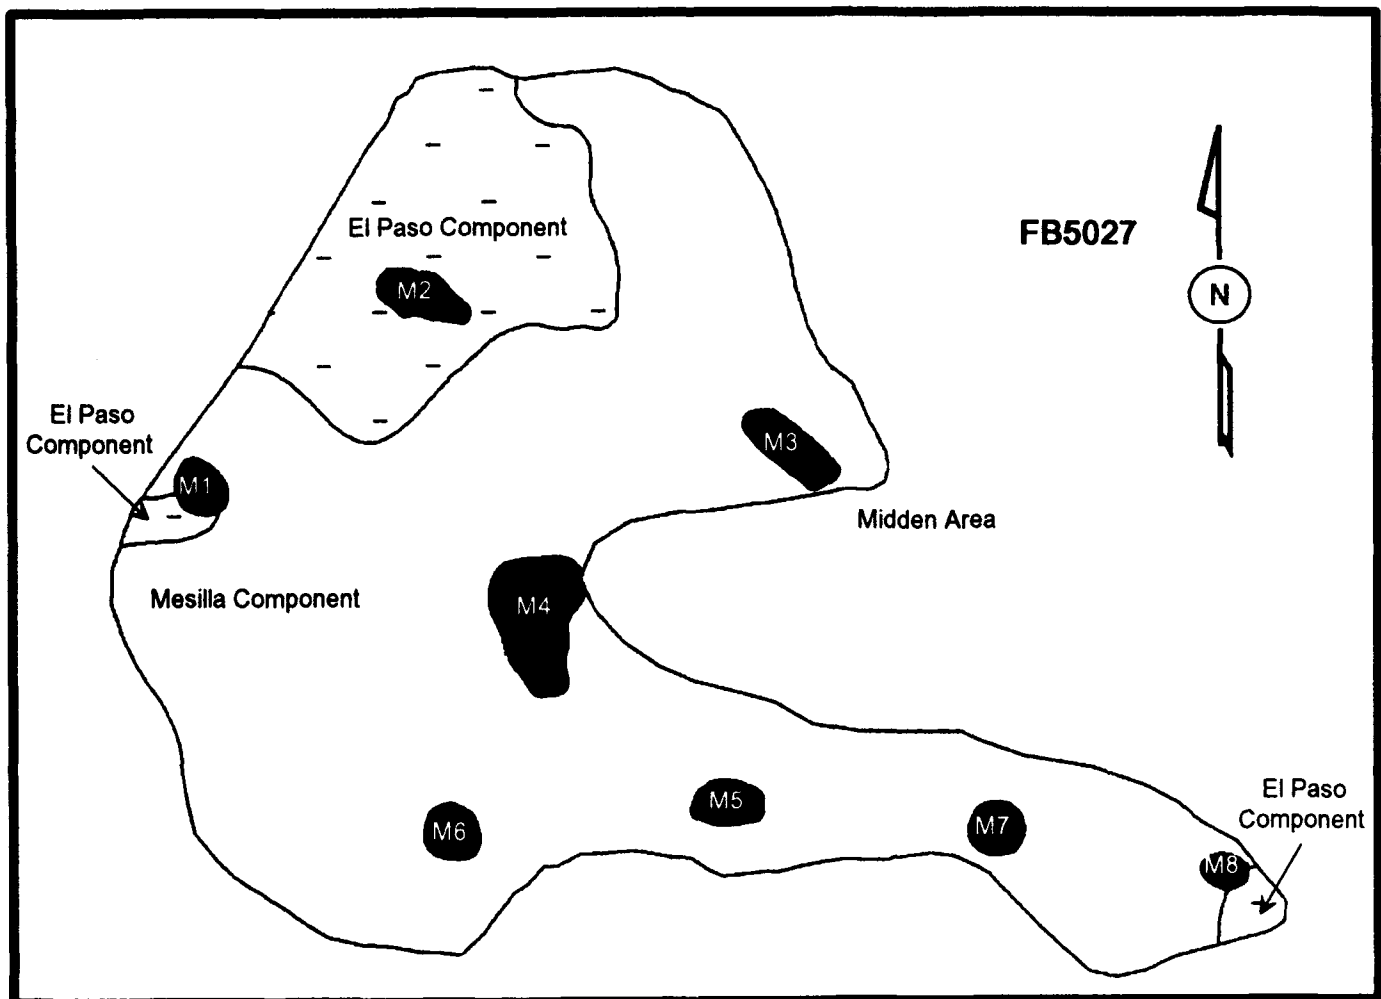 El Paso Component
FB5027
M2
N
El Paso
Component
M3
M1
Midden Area
Mesilla Component
M4
M5
M6
M7
El Paso
Component
M8